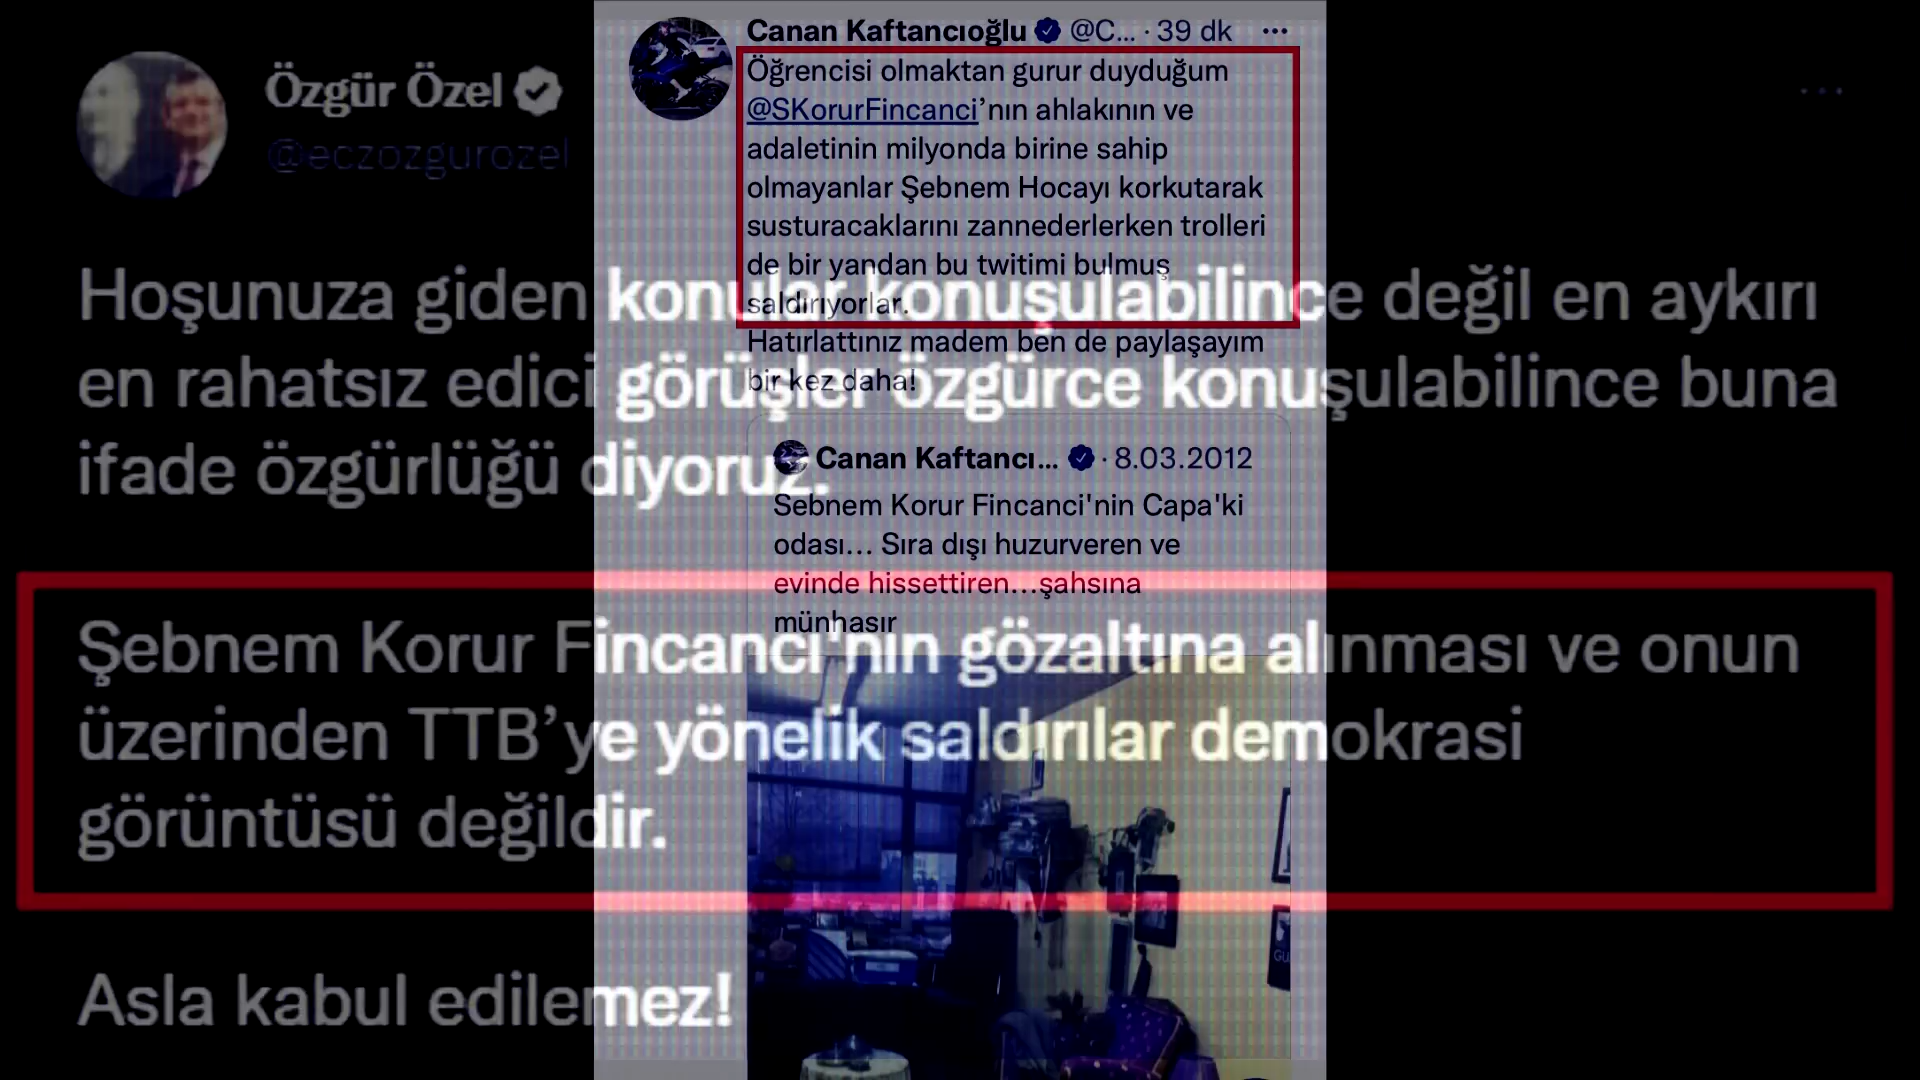 Özgür Özel
@eczozgurozel
Hoşunuza giden konular konuşulabilince değil en aykırı
en rahatsız edici görüşler özgürce konuşulabilince buna
ifade özgürlüğü diyoruz.
Şebnem Korur Fincancı'nın gözaltına alınması ve onun
üzerinden TTB’ye yönelik saldırılar demokrasi
görüntüsü değildir.
Asla kabul edilemez!
Canan Kaftancıoğlu @C... · 39 dk
Öğrencisi olmaktan gurur duyduğum
@SKorurFincanci’nın ahlakının ve
adaletinin milyonda birine sahip
olmayanlar Şebnem Hocayı korkutarak
susturacaklarını zannederlerken trolleri
de bir yandan bu twitimi bulmuş
saldırıyorlar.
Hatırlattınız madem ben de paylaşayım
bir kez daha!
Canan Kaftancı... · 8.03.2012
Sebnem Korur Fincanci'nin Capa'ki
odası... Sıra dışı huzurveren ve
evinde hissettiren...şahsına
münhasır
Gü